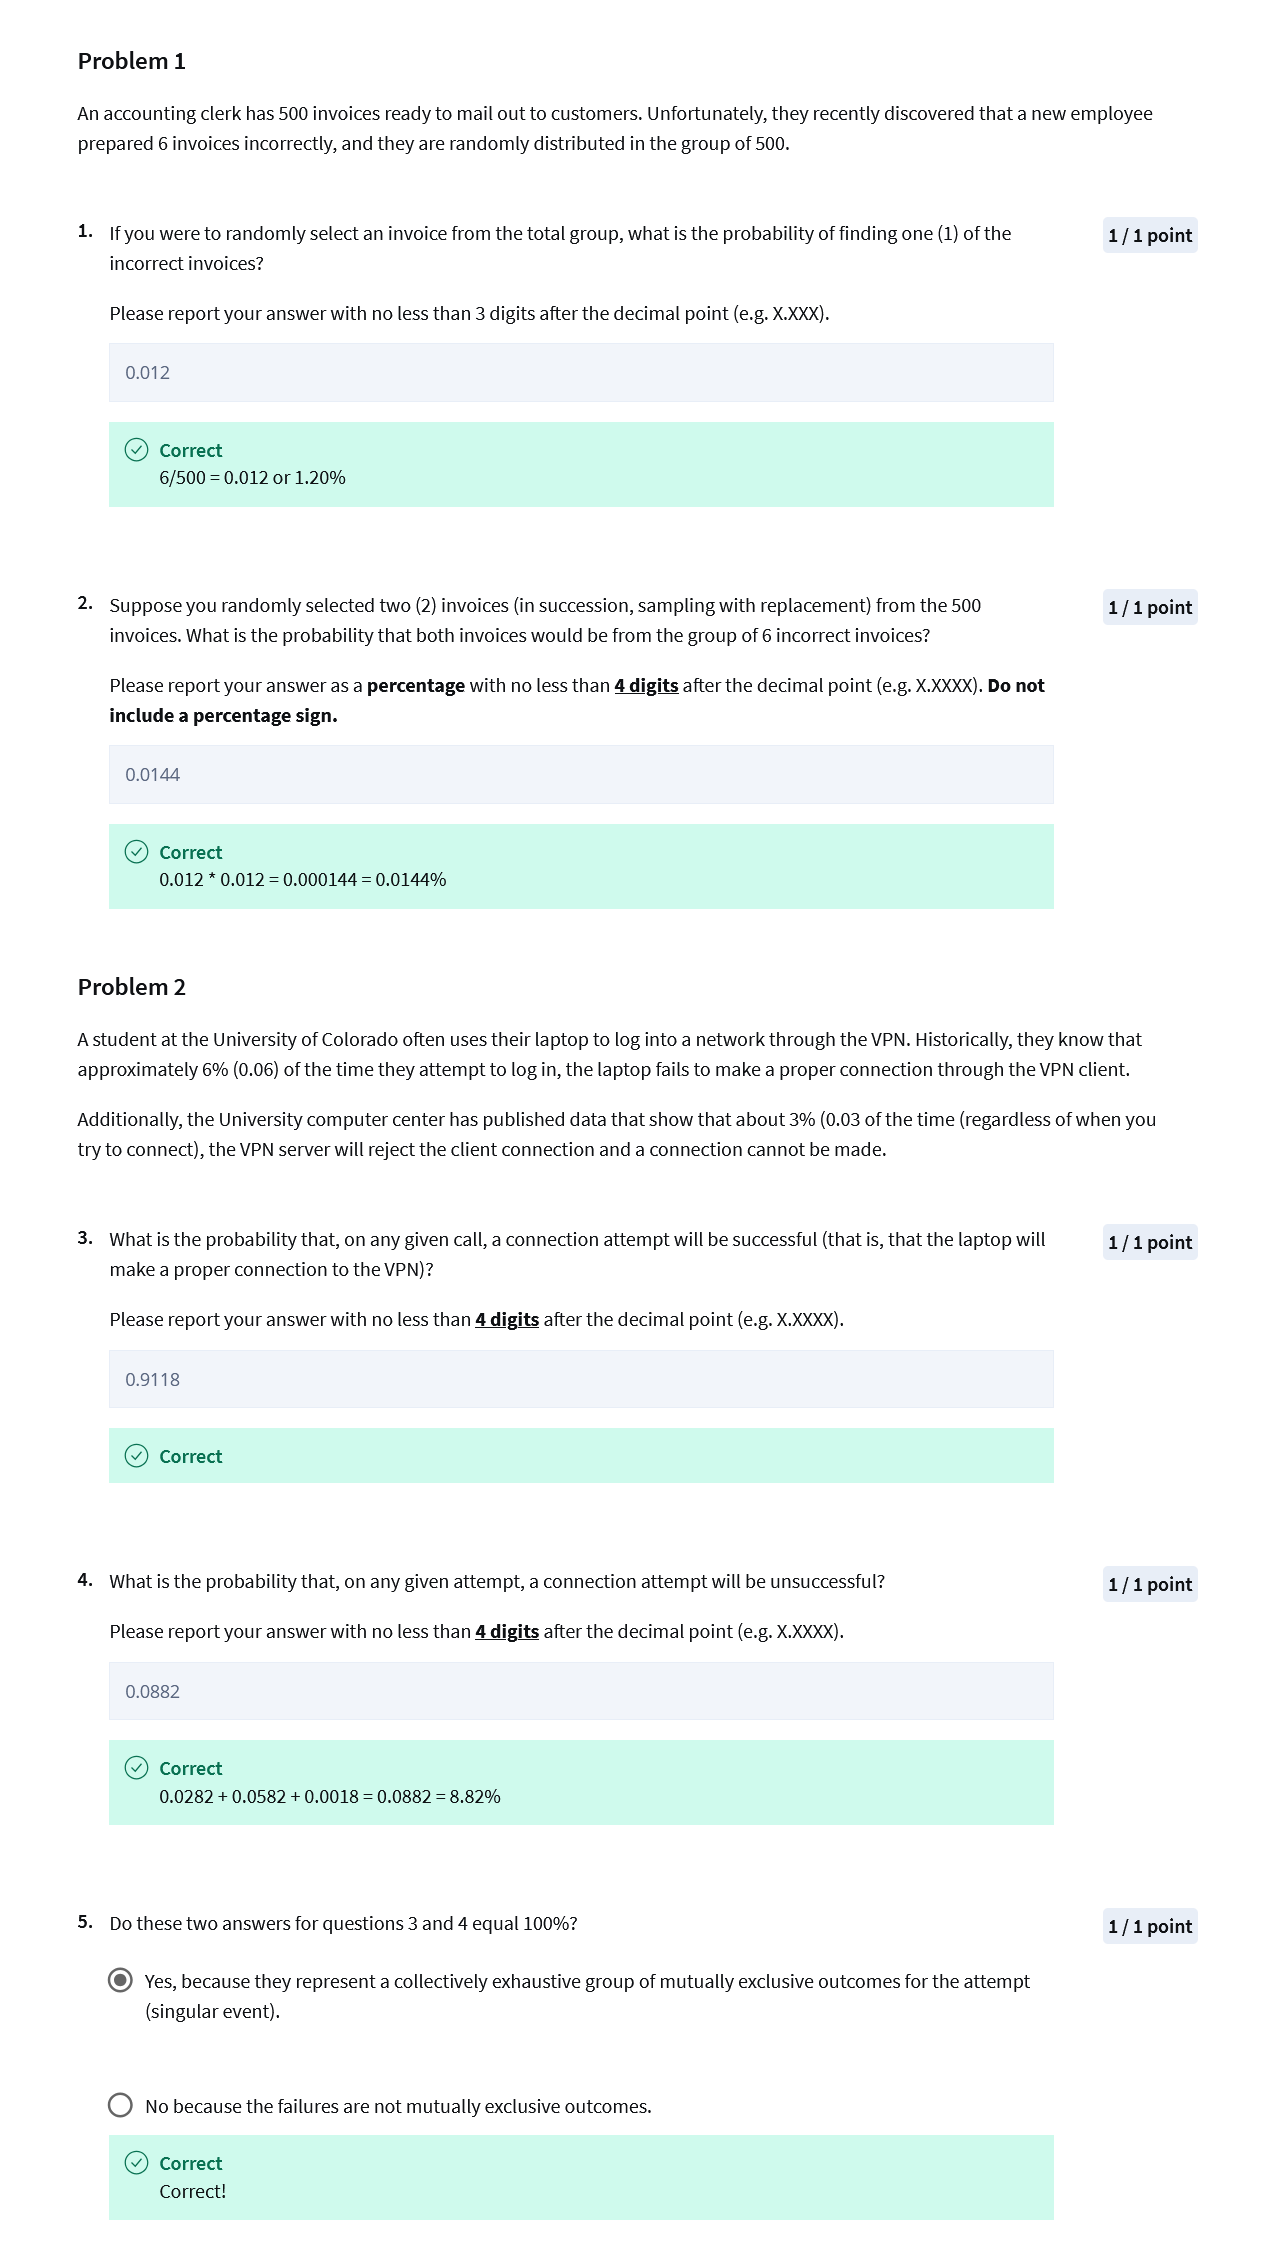 Problem 1
An accounting clerk has 500 invoices ready to mail out to customers. Unfortunately, they recently discovered that a new employee
prepared 6 invoices incorrectly, and they are randomly distributed in the group of 500.
1. If you were to randomly select an invoice from the total group, what is the probability of finding one (1) of the
incorrect invoices?
1 / 1 point
Please report your answer with no less than 3 digits after the decimal point (e.g. X.XXX).
0.012
Correct
6/500 = 0.012 or 1.20%
2. Suppose you randomly selected two (2) invoices (in succession, sampling with replacement) from the 500
invoices. What is the probability that both invoices would be from the group of 6 incorrect invoices?
1 / 1 point
Please report your answer as a percentage with no less than 4 digits after the decimal point (e.g. X.XXXX). Do not
include a percentage sign.
0.0144
Correct
0.012 * 0.012 = 0.000144 = 0.0144%
Problem 2
A student at the University of Colorado often uses their laptop to log into a network through the VPN. Historically, they know that
approximately 6% (0.06) of the time they attempt to log in, the laptop fails to make a proper connection through the VPN client.
Additionally, the University computer center has published data that show that about 3% (0.03 of the time (regardless of when you
try to connect), the VPN server will reject the client connection and a connection cannot be made.
3. What is the probability that, on any given call, a connection attempt will be successful (that is, that the laptop will
make a proper connection to the VPN)?
1 / 1 point
Please report your answer with no less than 4 digits after the decimal point (e.g. X.XXXX).
0.9118
Correct
4. What is the probability that, on any given attempt, a connection attempt will be unsuccessful?
1 / 1 point
Please report your answer with no less than 4 digits after the decimal point (e.g. X.XXXX).
0.0882
Correct
0.0282 + 0.0582 + 0.0018 = 0.0882 = 8.82%
5. Do these two answers for questions 3 and 4 equal 100%?
1 / 1 point
Yes, because they represent a collectively exhaustive group of mutually exclusive outcomes for the attempt
(singular event).
No because the failures are not mutually exclusive outcomes.
Correct
Correct!